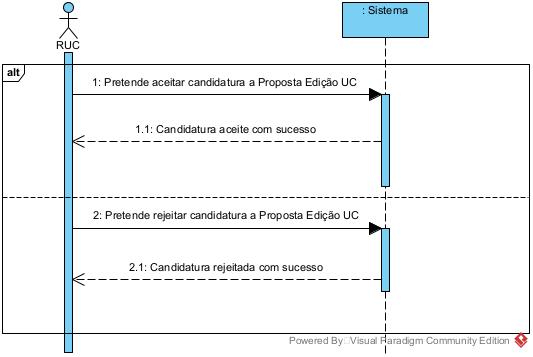 : Sistema
RUC
alt
1: Pretende aceitar candidatura a Proposta Edição UC
1.1: Candidatura aceite com sucesso
2: Pretende rejeitar candidatura a Proposta Edição UC
2.1: Candidatura rejeitada com sucesso
Powered By Visual Paradigm Community Edition